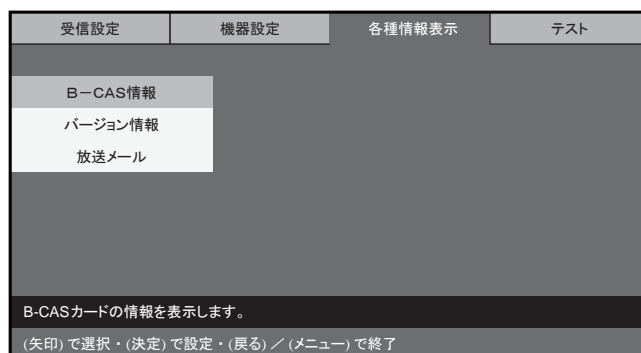 受信設定 機器設定 各種情報表示 テスト
B－CAS情報
バージョン情報
放送メール
B-CASカードの情報を表示します。
(矢印) で選択・(決定) で設定・(戻る) ／ (メニュー) で終了